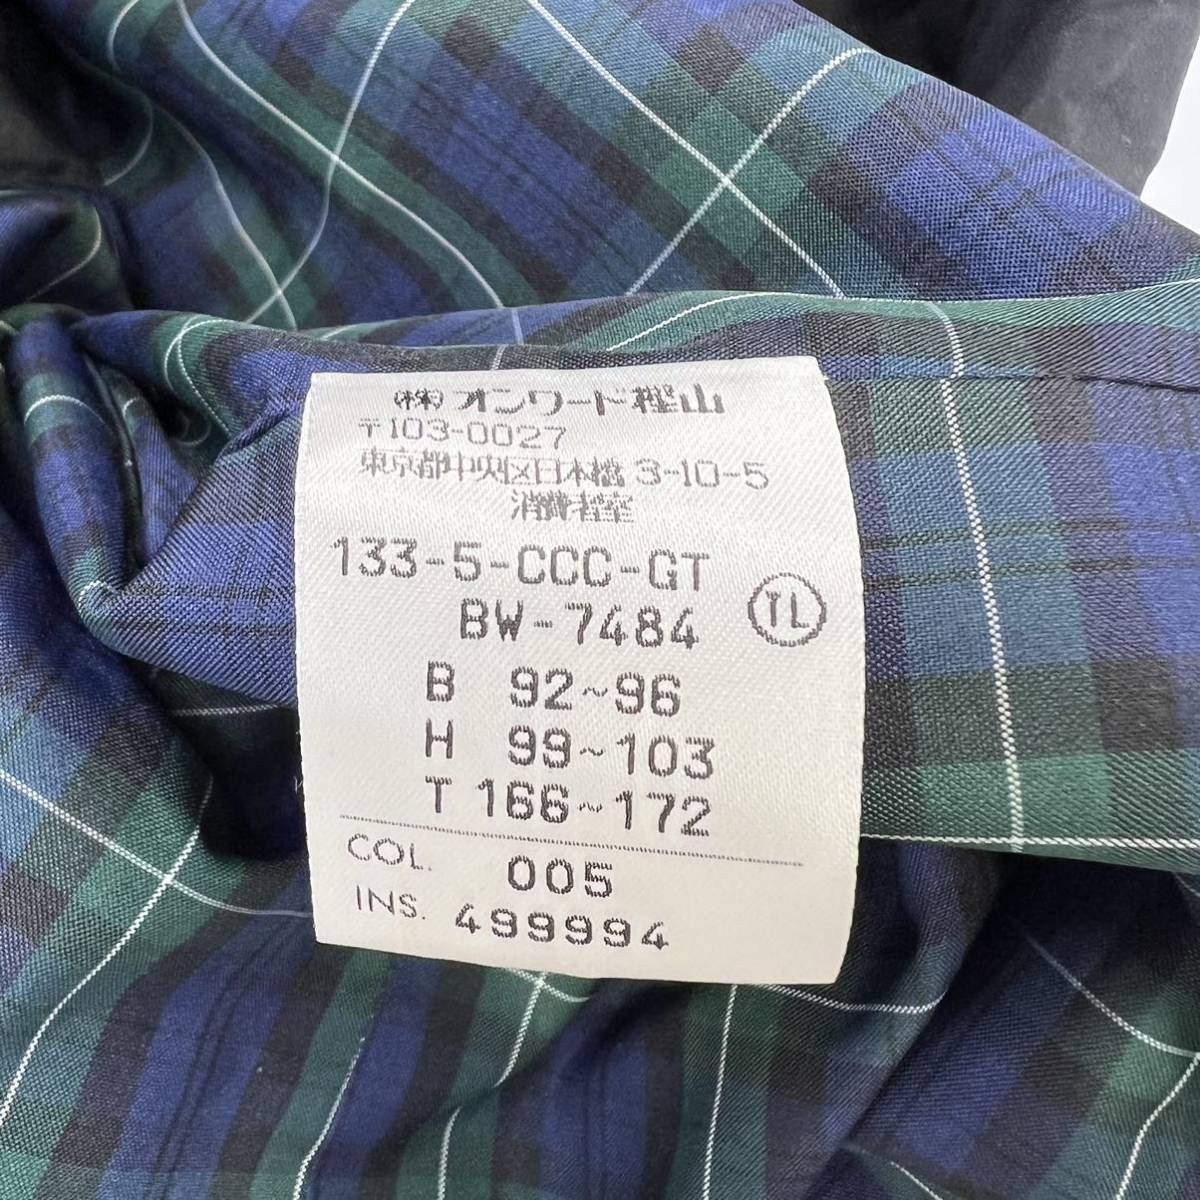 (株)オンワード樫山
〒103-0027
東京都中央区日本橋 3-10-5
消費者室
133-5-CCC-GT
BW-7484
TL
B 92~96
H 99~103
T 166~172
COL. 005
INS. 499994